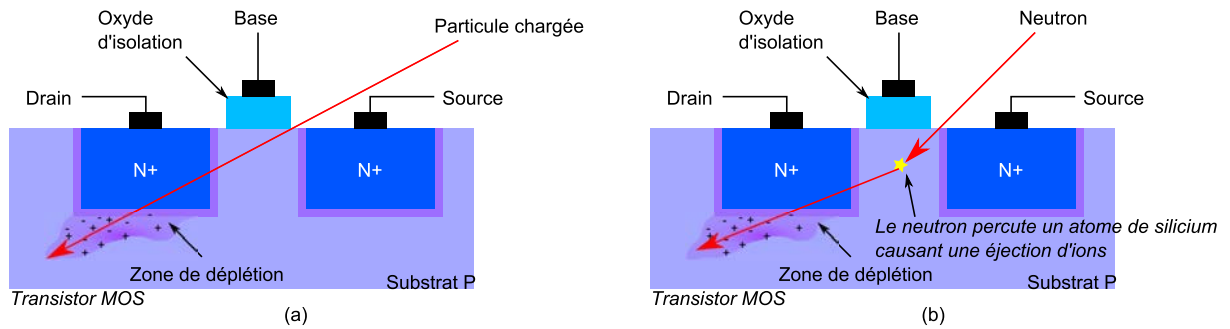 Oxyde
d'isolation
Base
Particule chargée
Drain
Source
N+
N+
Zone de déplétion
Substrat P
Transistor MOS
(a)
Oxyde
d'isolation
Base
Neutron
Drain
Source
N+
N+
Le neutron percute un atome de silicium
causant une éjection d'ions
Zone de déplétion
Substrat P
Transistor MOS
(b)